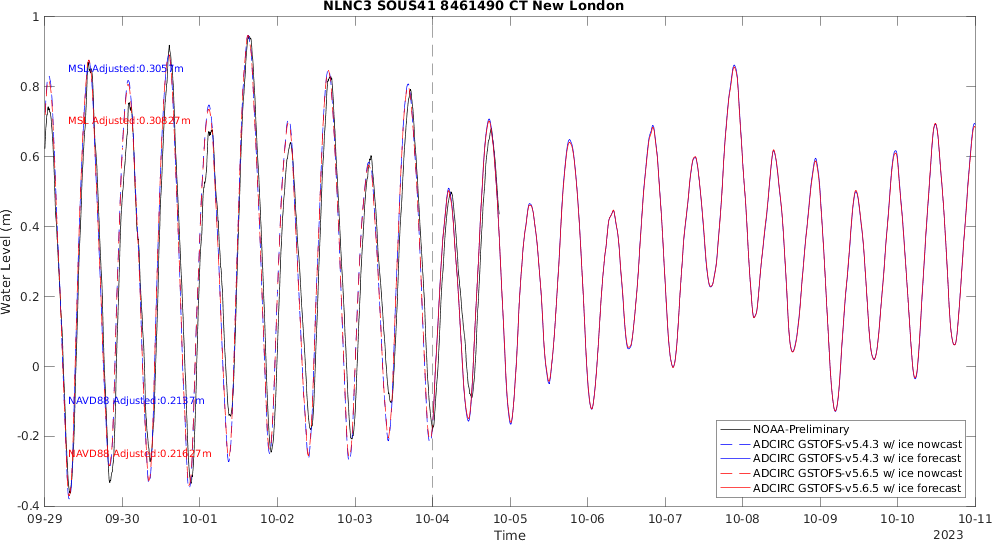 NLNC3 SOUS41 8461490 CT New London
1
0.8
0.6
0.4
0.2
0
-0.2
-0.4
Water Level (m)
MSL Adjusted:0.3057m
MSL Adjusted:0.30827m
NAVD88 Adjusted:0.2137m
NAVD88 Adjusted:0.21627m
NOAA-Preliminary
ADCIRC GSTOFS-v5.4.3 w/ ice nowcast
ADCIRC GSTOFS-v5.4.3 w/ ice forecast
ADCIRC GSTOFS-v5.6.5 w/ ice nowcast
ADCIRC GSTOFS-v5.6.5 w/ ice forecast
09-29 09-30 10-01 10-02 10-03 10-04 10-05 10-06 10-07 10-08 10-09 10-10 10-11
Time
2023